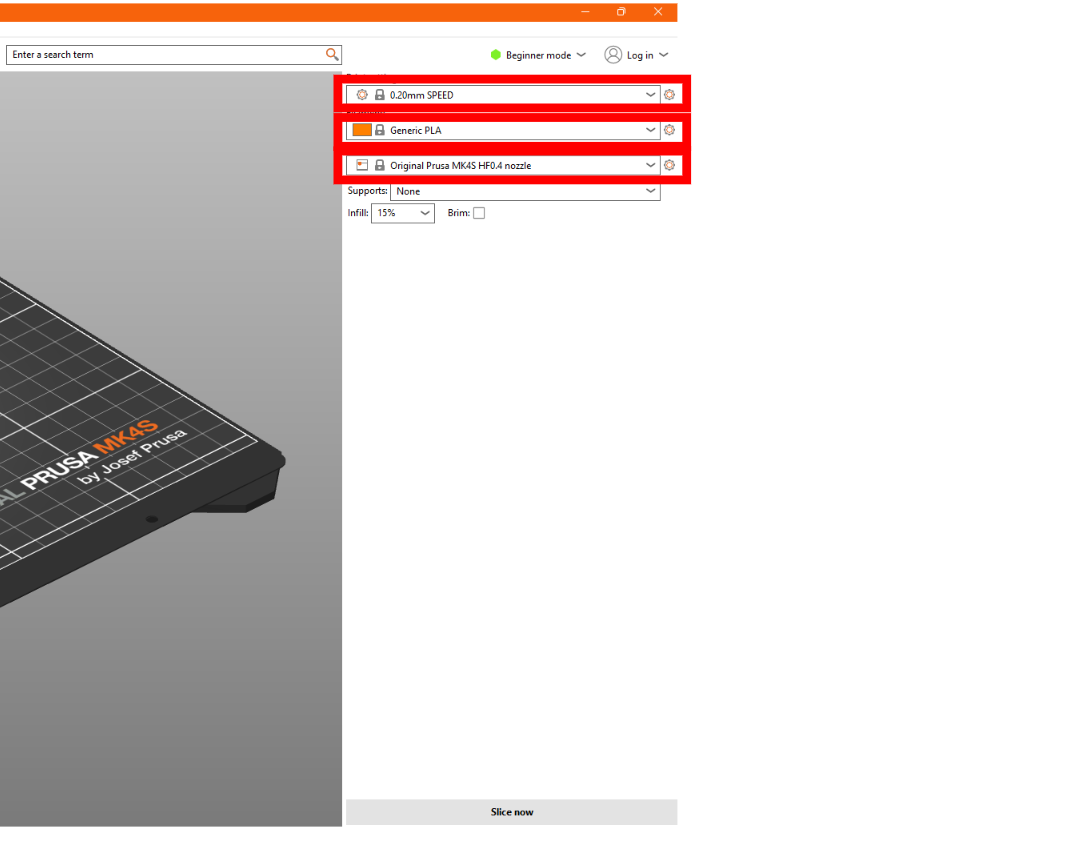 Enter a search term
Beginner mode
Log in
0.20mm SPEED
Generic PLA
Original Prusa MK4S HF0.4 nozzle
Supports: None
Infill: 15% Brim:
AL PRUSA MK4S
by Josef Prusa
Slice now